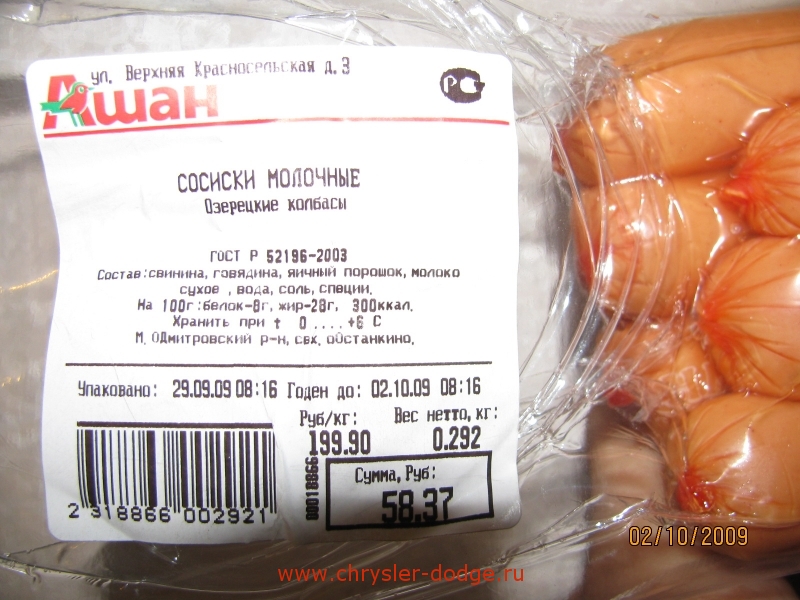 ул. Верхняя Красносельская д.3
Ашан
РС
СОСИСКИ МОЛОЧНЫЕ
Озерецкие колбасы
ГОСТ Р 52196-2003
Состав:свинина, говядина, яичный порошок, молоко
сухое , вода, соль, специи.
На 100г:белок-8г, жир-28г, 300ккал.
Хранить при t 0 ....+6 С
М. ОДмитровский р-н, свх. оОстанкино.
Упаковано: 29.09.09 08:16 Годен до: 02.10.09 08:16
Руб/кг: Вес нетто, кг:
199.90 0.292
Сумма, Руб:
58.37
2 318866 002921
02/10/2009
www.chrysler-dodge.ru